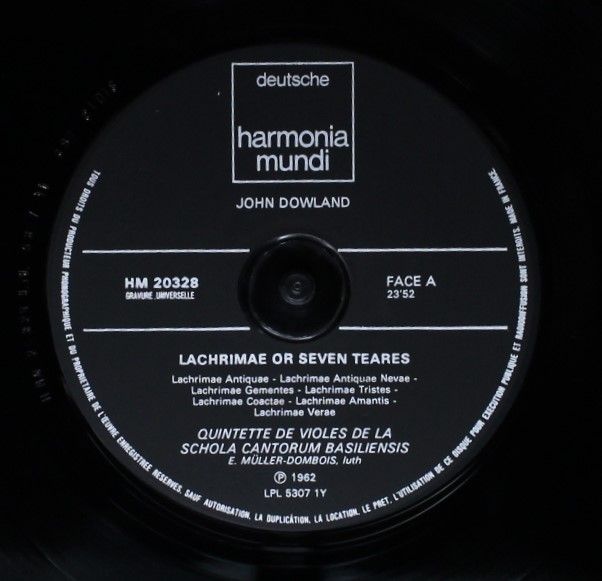 deutsche
harmonia
mundi
JOHN DOWLAND
HM 20328
GRAVURE UNIVERSELLE
FACE A
23'52
LACHRIMAE OR SEVEN TEARES
Lachrimae Antiquae - Lachrimae Antiquae Nevae -
Lachrimae Gementes - Lachrimae Tristes -
Lachrimae Coactae - Lachrimae Amantis -
Lachrimae Verae
QUINTETTE DE VIOLES DE LA
SCHOLA CANTORUM BASILIENSIS
E. MÜLLER-DOMBOIS, luth
℗ 1962
LPL 5307 1Y
TOUS DROITS DU PRODUCTEUR PHONOGRAPHIQUE ET DU PROPRIETAIRE DE L'ŒUVRE ENREGISTREE RESERVES. SAUF AUTORISATION, LA DUPLICATION, LA LOCATION, LE PRET, L'UTILISATION DE CE DISQUE POUR EXECUTION PUBLIQUE ET RADIODIFFUSION SONT INTERDITS. MADE IN FRANCE.